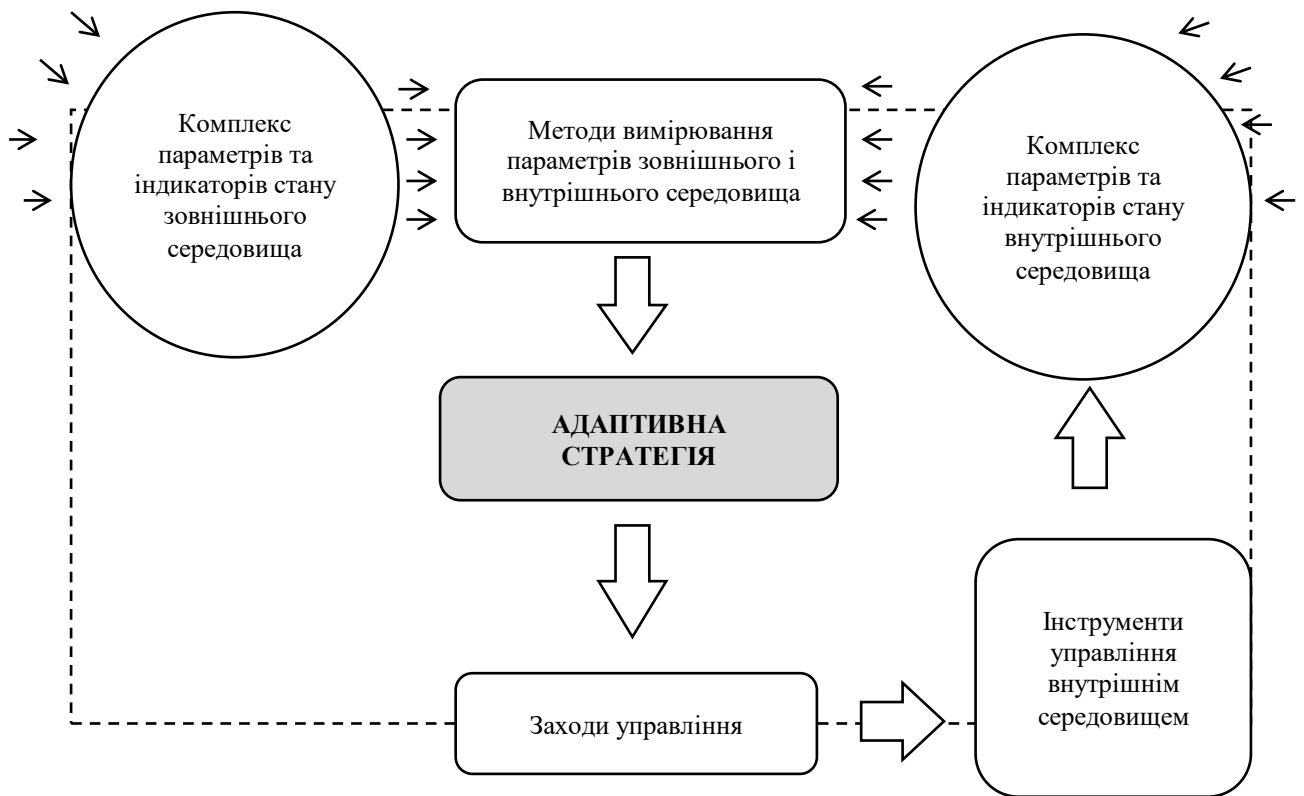 Комплекс
параметрів та
індикаторів стану
зовнішнього
середовища
Методи вимірювання
параметрів зовнішнього і
внутрішнього середовища
Комплекс
параметрів та
індикаторів стану
внутрішнього
середовища
АДАПТИВНА
СТРАТЕГІЯ
Заходи управління
Інструменти
управління
внутрішнім
середовищем